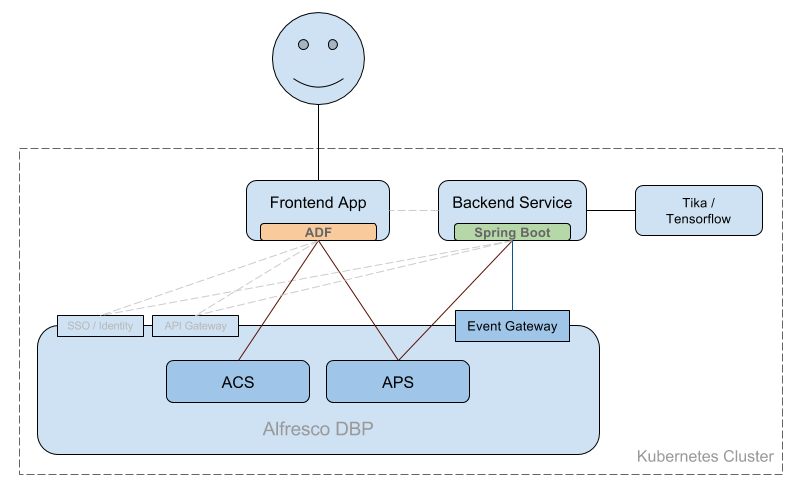 Frontend App
ADF
Backend Service
Spring Boot
Tika /
Tensorflow
SSO / Identity
API Gateway
Event Gateway
ACS
APS
Alfresco DBP
Kubernetes Cluster